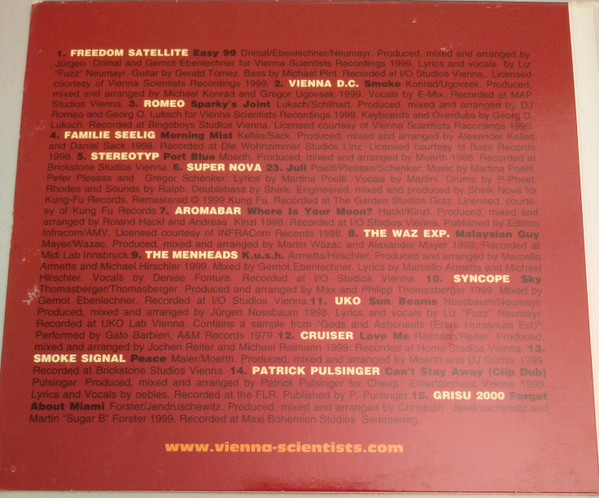 1. FREEDOM SATELLITE Easy 99 Drimal/Ebenlechner/Neumayr. Produced, mixed and arranged by
Jürgen Drimal and Gernot Ebenlechner for Vienna Scientists Recordings 1999. Lyrics and vocals by Liz
"Fuzz" Neumayr. Guitar by Gerald Tomez. Bass by Michael Pint. Recorded at I/O Studios Vienna. Licensed
courtesy of Vienna Scientists Recordings 1999. 2. VIENNA D.C. Smoke Konrad/Ugovsek. Produced,
mixed and arranged by Michael Konrad and Gregor Ugovsek 1999. Vocals by E-Mix. Recorded at MAP
Studios Vienna. 3. ROMEO Sparky's Joint Luksch/Schilhart. Produced, mixed and arranged by DJ
Romeo and Georg O. Luksch for Vienna Scientists Recordings 1999. Keyboards and Overdubs by Georg O.
Luksch. Recorded at Bingoboys Studios Vienna. Licensed courtesy of Vienna Scientists Recordings 1999.
4. FAMILIE SEELIG Morning Mist Kellas/Sack. Produced, mixed and arranged by Alexander Kellas
and Daniel Sack 1998. Recorded at Die Wohnzimmer Studios Linz. Licensed courtesy of Beee Records
1998. 5. STEREOTYP Port Blue Moerth. Produced, mixed and arranged by Moerth 1998. Recorded at
Brickstone Studios Vienna. 6. SUPER NOVA 23. Juli Poelti/Plessas/Schenker. Music by Martina Poelti,
Peter Plessas and Gregor Schenker. Lyrics by Martina Poelti. Vocals by Martini. Drums by P.Phree.
Rhodes and Sounds by Ralph. Doublebass by Sheik. Engineered, mixed and produced by Sheik Nova for
Kung-Fu Records. Remastered © 1999 Kung Fu. Recorded at The Garden Studios Graz. Licensed courte-
sy of Kung Fu Records. 7. AROMABAR Where Is Your Moon? Hackl/Kinzl. Produced, mixed and
arranged by Roland Hackl and Andreas Kinzl 1998. Recorded at I/O Studios Vienna. Published by Edition
Infracom/AMV. Licensed courtesy of INFRACom Records 1998. 8. THE WAZ EXP. Malaysian Guy
Mayer/Wazac. Produced, mixed and arranged by Martin Wazac and Alexander Mayer 1999. Recorded at
Midi Lab Innsbruck. 9. THE MENHEADS K.u.s.h. Armetta/Hirschler. Produced and arranged by Marcello
Armetta and Michael Hirschler 1999. Mixed by Gernot Ebenlechner. Lyrics by Marcello Armetta and Michael
Hirschler. Vocals by Denise Fontura. Recorded at I/O Studios Vienna. 10. SYNCOPE Sky
Thomasberger/Thomasberger. Produced and arranged by Max and Philipp Thomasberger 1999. Mixed by
Gernot Ebenlechner. Recorded at I/O Studios Vienna. 11. UKO Sun Beams Nussbaum/Neumayr.
Produced, mixed and arranged by Jürgen Nussbaum 1998. Lyrics and vocals by Liz "Fuzz" Neumayr.
Recorded at UKO Lab Vienna. Contains a sample from "Gods and Astronauts (Errare Humanum Est)"
Performed by Gato Barbieri, A&M Records 1979 12. CRUISER Love Me Reimann/Reiter. Produced,
mixed and arranged by Jochen Reiter and Michael Reimann 1999. Recorded at Home Studios Vienna. 13.
SMOKE SIGNAL Peace Maier/Moerth. Produced, mixed and arranged by Moerth and DJ Gumix 1999.
Recorded at Brickstone Studios Vienna. 14. PATRICK PULSINGER Can't Stay Away (Clip Dub)
Pulsinger. Produced, mixed and arranged by Patrick Pulsinger for Cheap Entertainment Vienna 1999.
Lyrics and Vocals by oebles. Recorded at the FLR. Published by P. Pulsinger. 15. GRISU 2000 Forget
About Miami Forster/Jendruschewitz. Produced, mixed and arranged by Christoph Jendruschewitz and
Martin "Sugar B" Forster 1999. Recorded at Maxi Bohemien Studios Semmering.
www.vienna-scientists.com